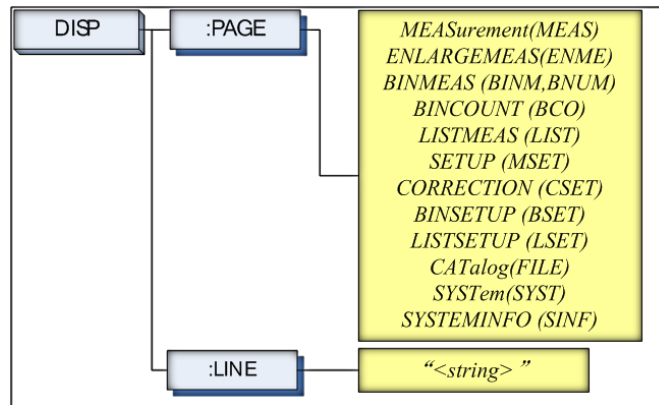 DISP
:PAGE
MEASurement(MEAS)
ENLARGEMEAS(ENME)
BINMEAS (BINM,BNUM)
BINCOUNT (BCO)
LISTMEAS (LIST)
SETUP (MSET)
CORRECTION (CSET)
BINSETUP (BSET)
LISTSETUP (LSET)
CATalog(FILE)
SYSTem(SYST)
SYSTEMINFO (SINF)
:LINE
“<string> ”